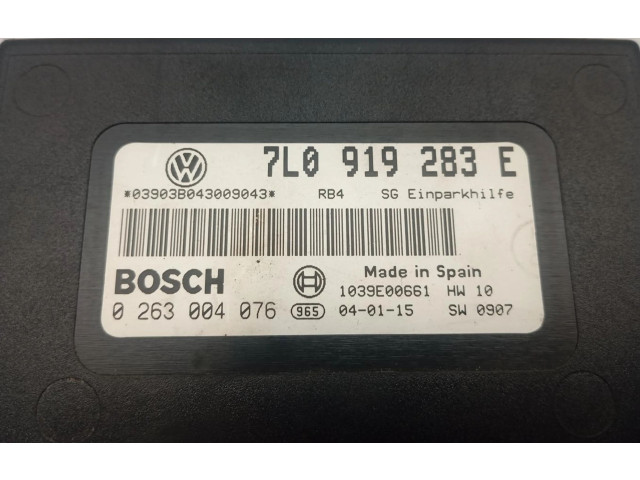 7L0 919 283 E
*03903B043009043* RB4 SG Einparkhilfe
BOSCH Made in Spain
1039E00661 HW 10
0 263 004 076 965 04-01-15 SW 0907